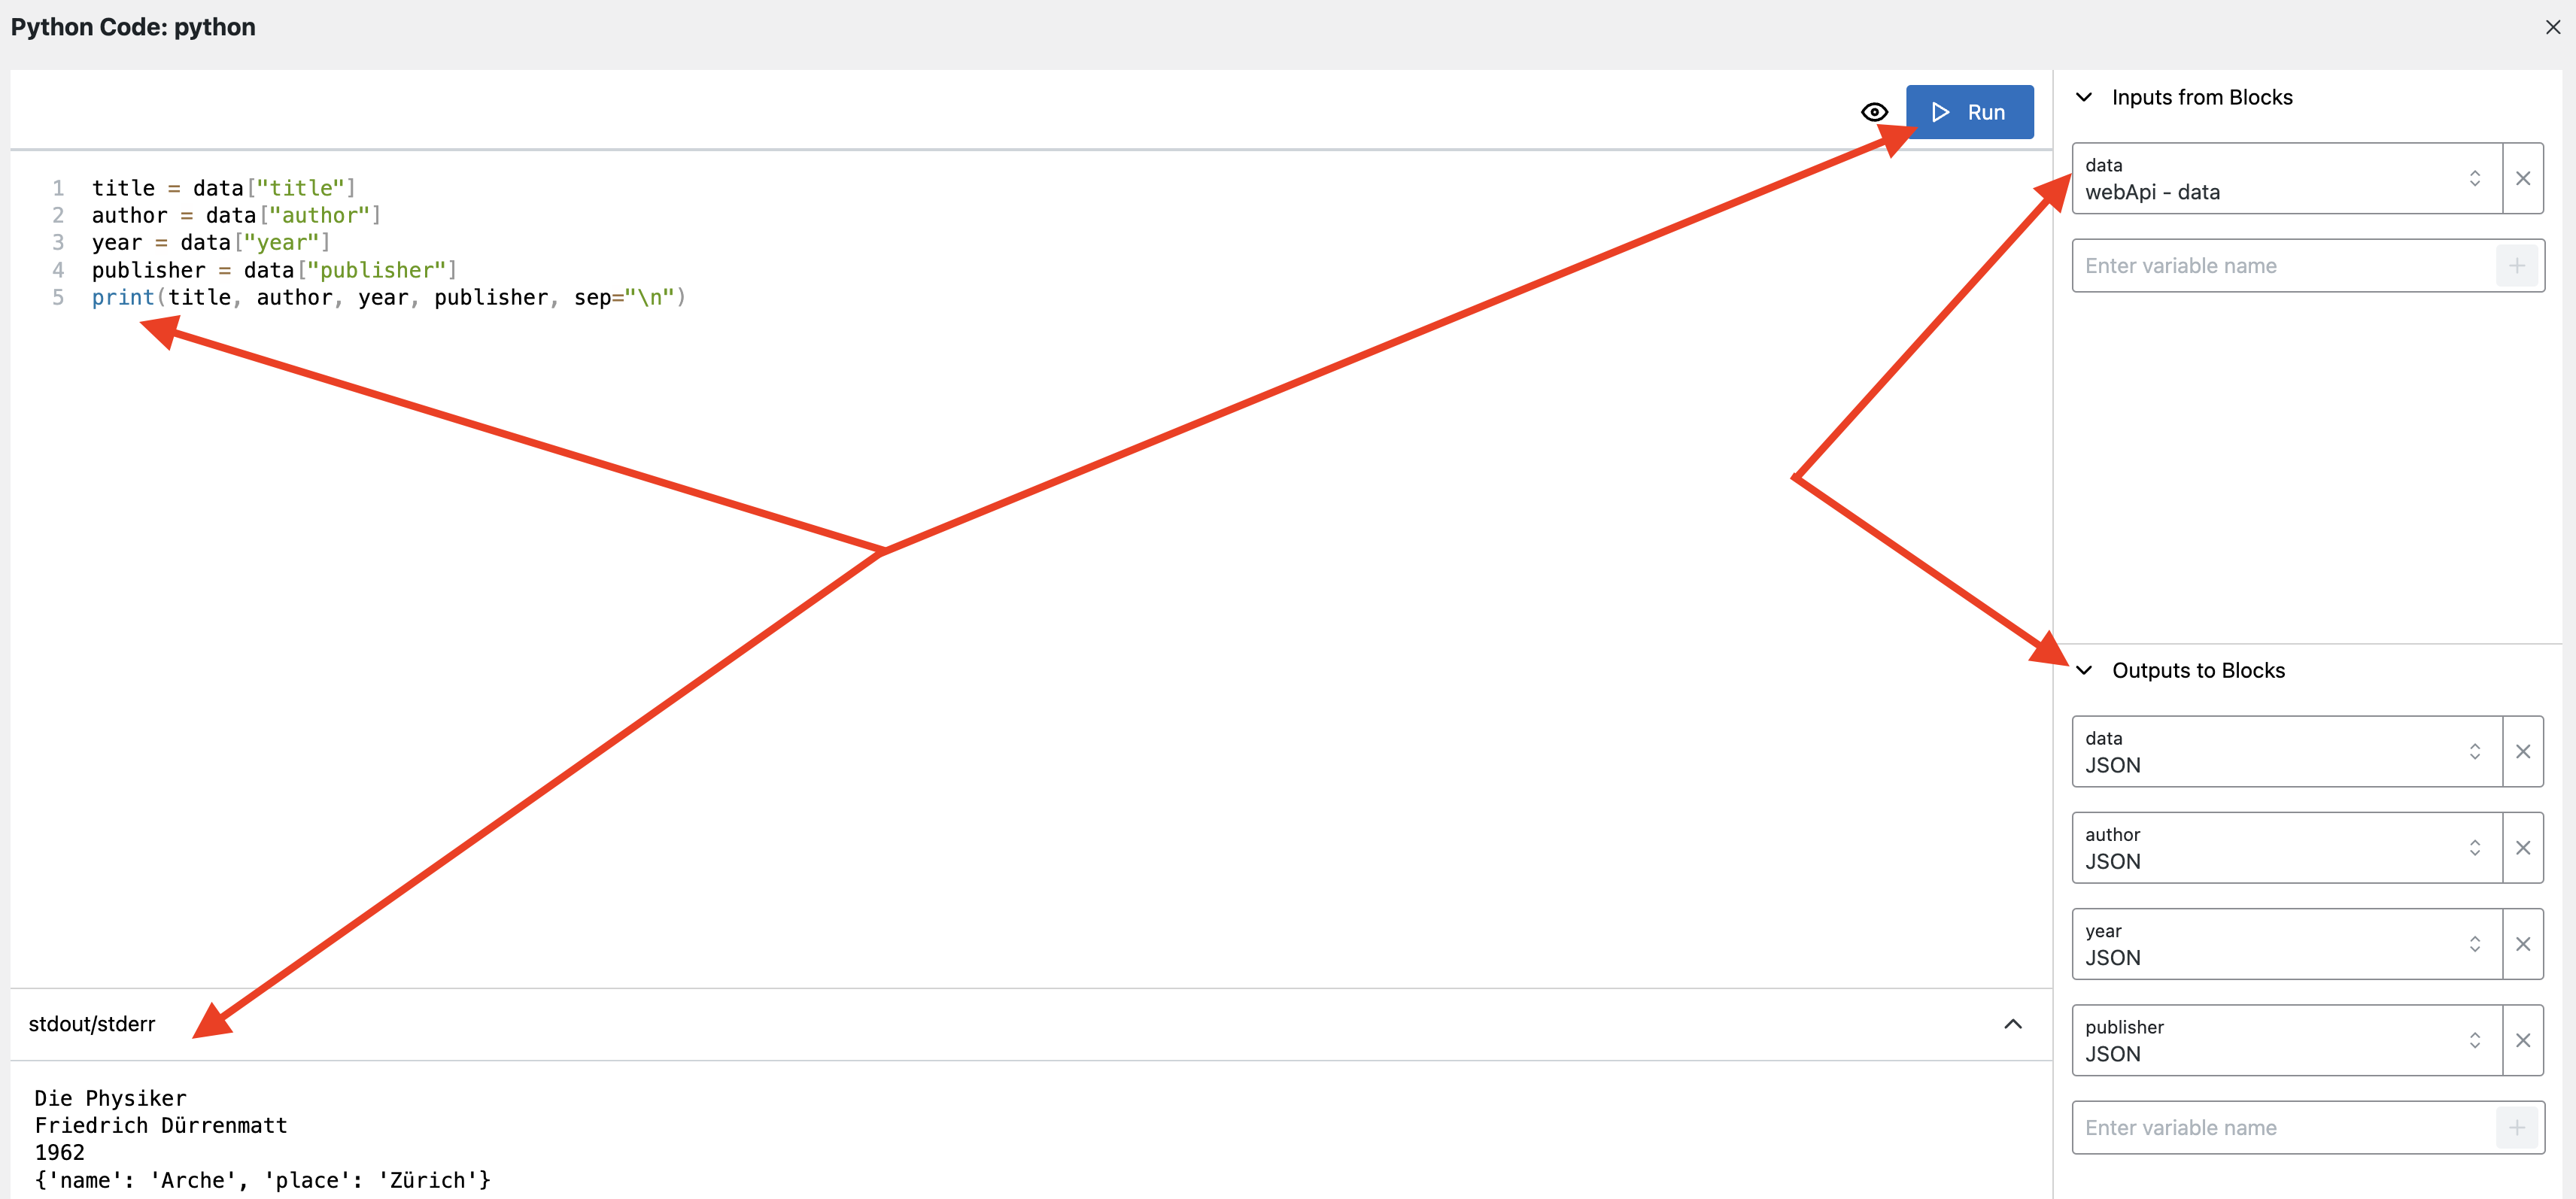 Python Code: python
Run
1 title = data["title"]
2 author = data["author"]
3 year = data["year"]
4 publisher = data["publisher"]
5 print(title, author, year, publisher, sep="\n")
stdout/stderr
Die Physiker
Friedrich Dürrenmatt
1962
{'name': 'Arche', 'place': 'Zürich'}
Inputs from Blocks
data
webApi - data
Enter variable name
Outputs to Blocks
data
JSON
author
JSON
year
JSON
publisher
JSON
Enter variable name